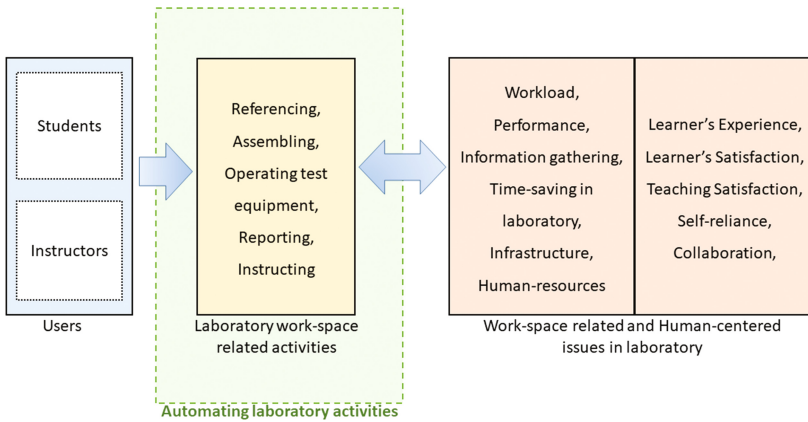 Students
Instructors
Users
Referencing,
Assembling,
Operating test
equipment,
Reporting,
Instructing
Laboratory work-space
related activities
Automating laboratory activities
Workload,
Performance,
Information gathering,
Time-saving in
laboratory,
Infrastructure,
Human-resources
Learner's Experience,
Learner's Satisfaction,
Teaching Satisfaction,
Self-reliance,
Collaboration,
Work-space related and Human-centered
issues in laboratory